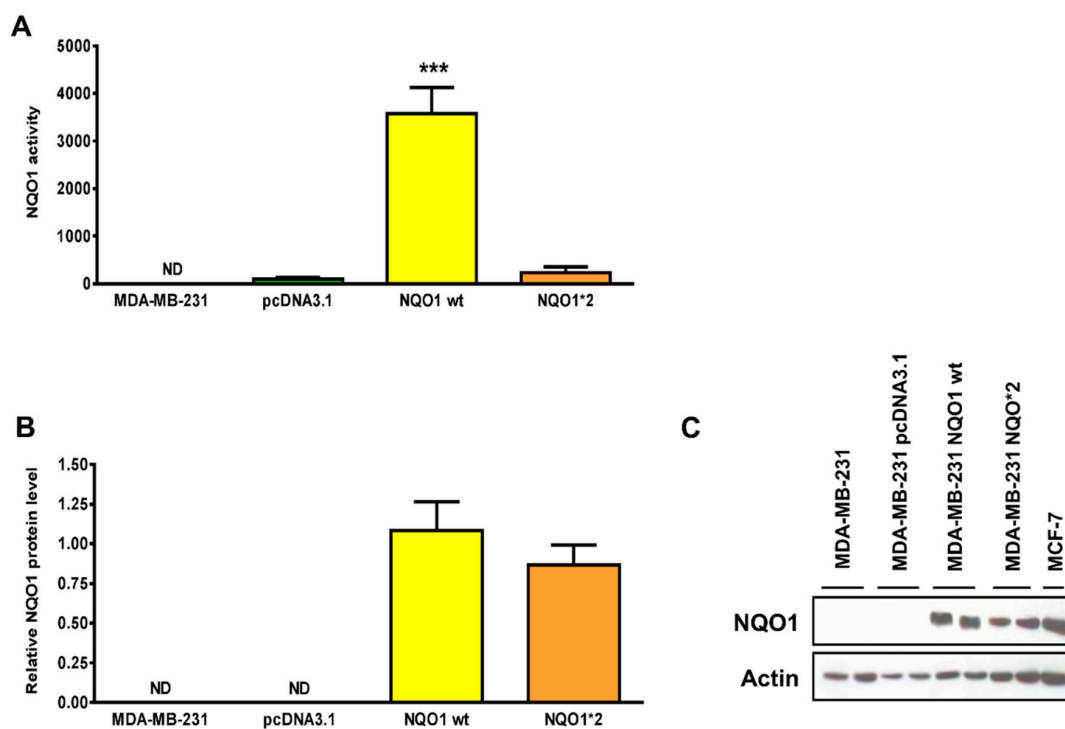 A
NQO1 activity
5000
4000
3000
2000
1000
0
ND
***
MDA-MB-231 pcDNA3.1 NQO1 wt NQO1*2
B
Relative NQO1 protein level
1.50
1.25
1.00
0.75
0.50
0.25
0.00
ND ND
MDA-MB-231 pcDNA3.1 NQO1 wt NQO1*2
C
MDA-MB-231
MDA-MB-231 pcDNA3.1
MDA-MB-231 NQO1 wt
MDA-MB-231 NQO*2
MCF-7
NQO1
Actin